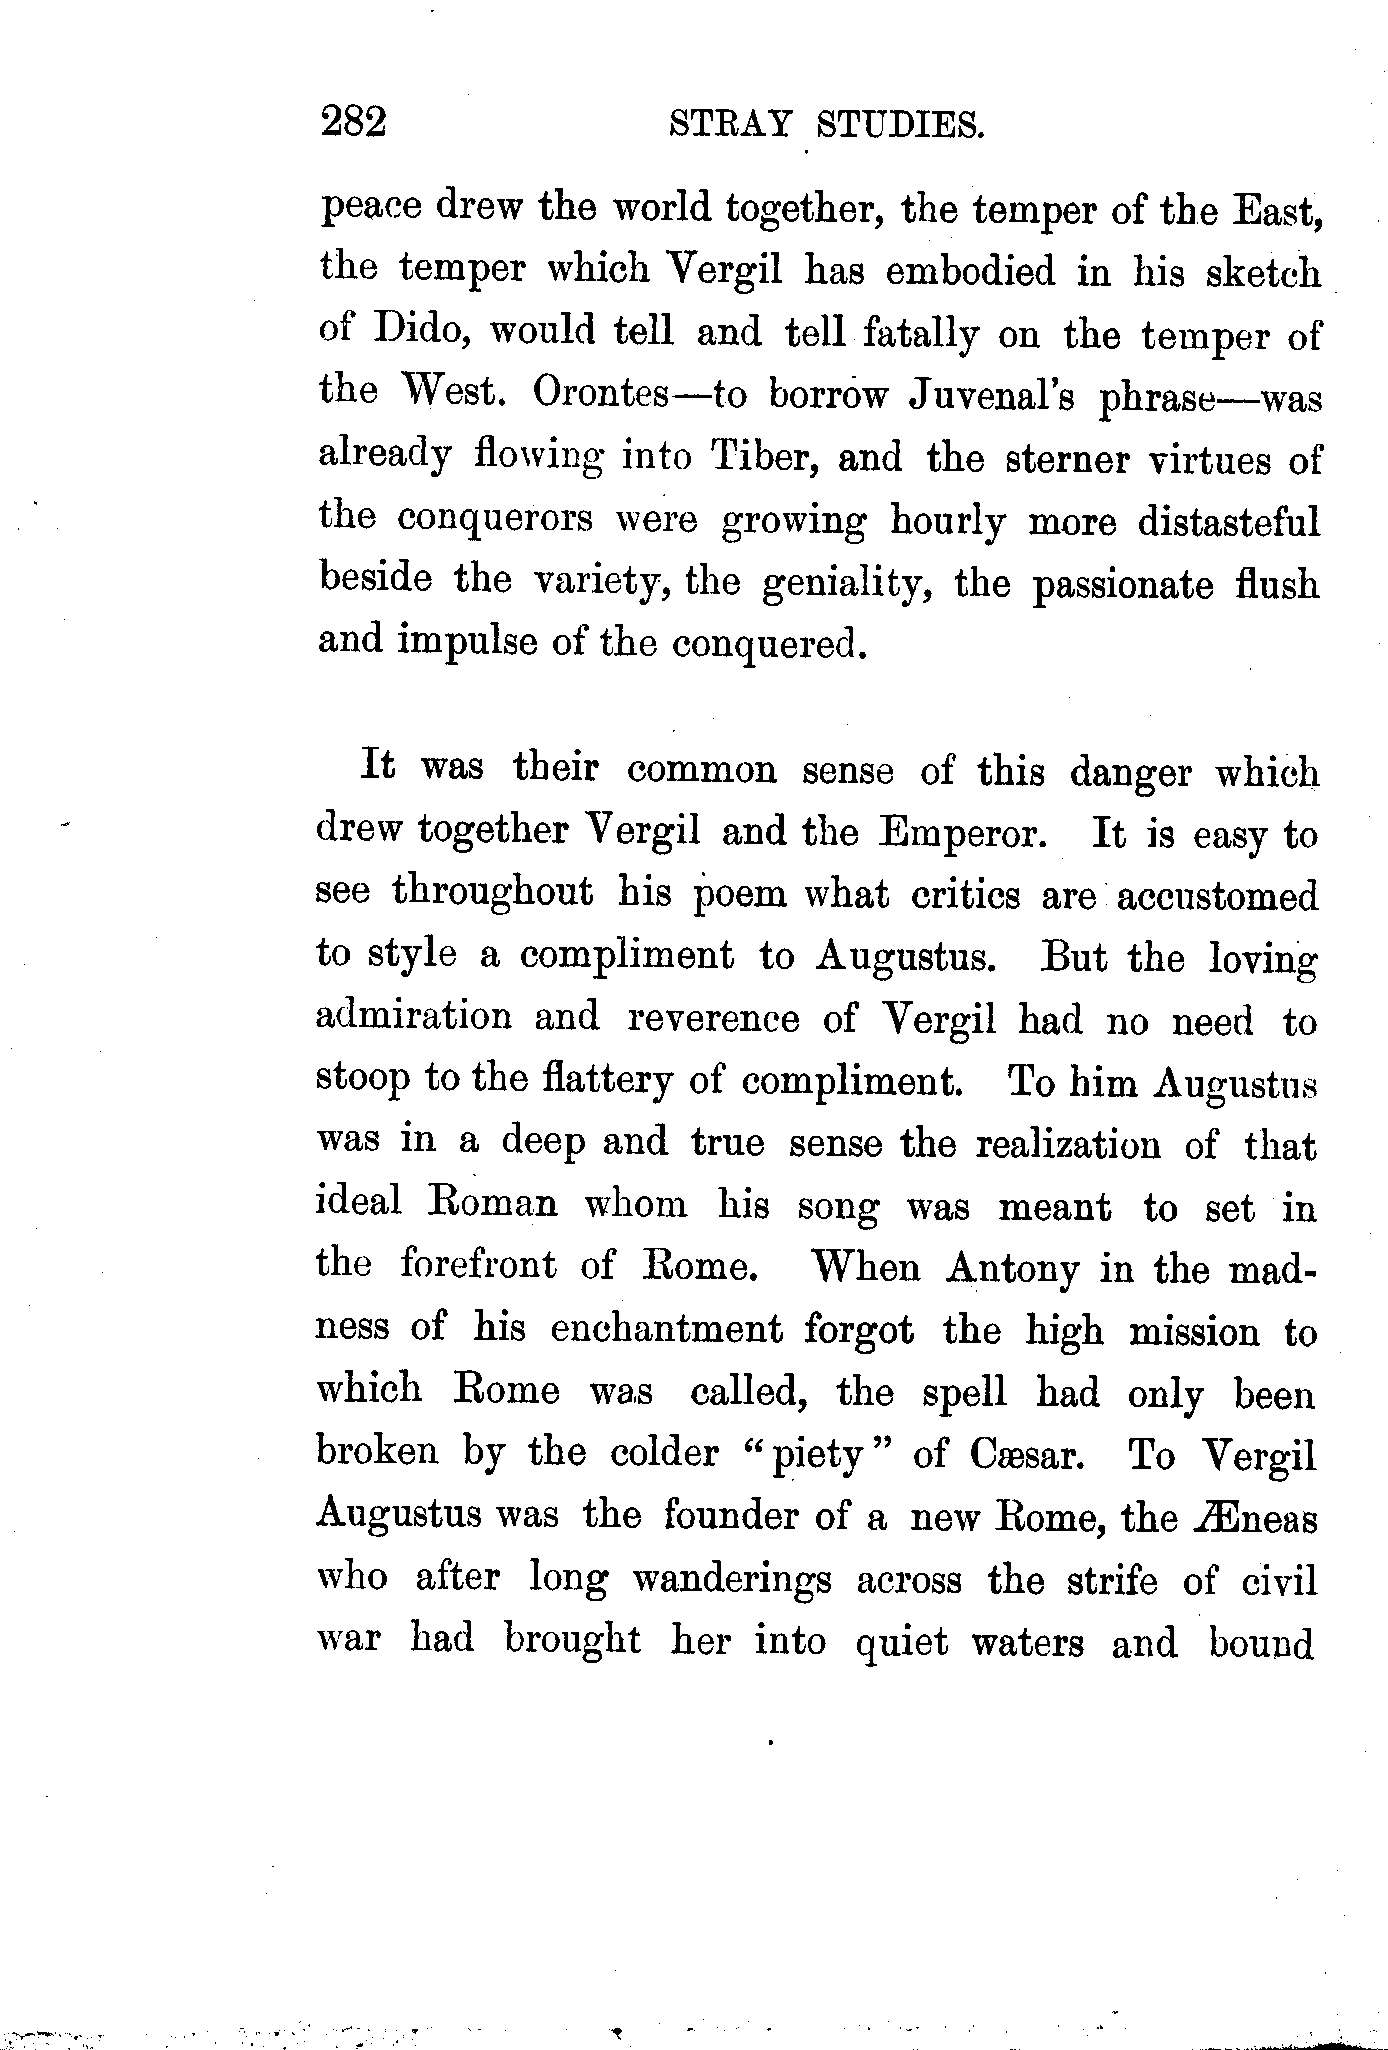 282 STRAY STUDIES.
peace drew the world together, the temper of the East,
the temper which Vergil has embodied in his sketch
of Dido, would tell and tell fatally on the temper of
the West. Orontes—to borrow Juvenal's phrase—was
already flowing into Tiber, and the sterner virtues of
the conquerors were growing hourly more distasteful
beside the variety, the geniality, the passionate flush
and impulse of the conquered.
It was their common sense of this danger which
drew together Vergil and the Emperor. It is easy to
see throughout his poem what critics are accustomed
to style a compliment to Augustus. But the loving
admiration and reverence of Vergil had no need to
stoop to the flattery of compliment. To him Augustus
was in a deep and true sense the realization of that
ideal Roman whom his song was meant to set in
the forefront of Rome. When Antony in the mad-
ness of his enchantment forgot the high mission to
which Rome was called, the spell had only been
broken by the colder “piety” of Cæsar. To Vergil
Augustus was the founder of a new Rome, the Æneas
who after long wanderings across the strife of civil
war had brought her into quiet waters and bound